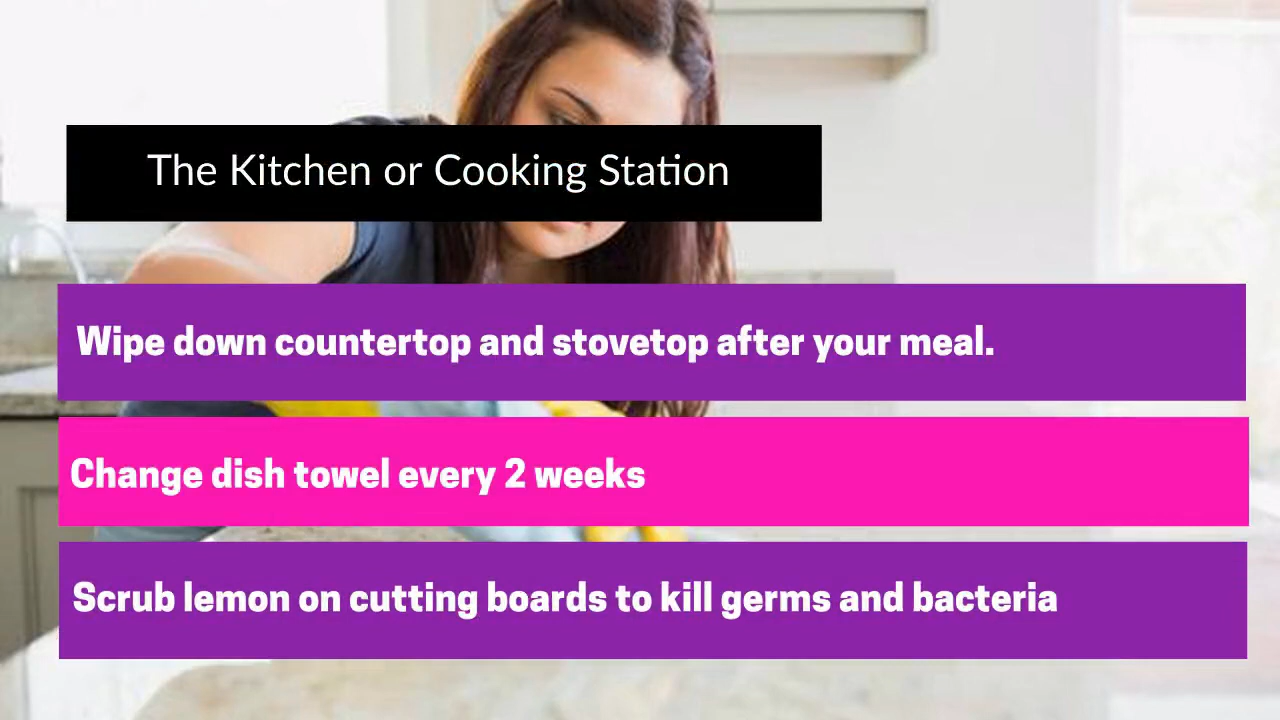 The Kitchen or Cooking Station
Wipe down countertop and stovetop after your meal.
Change dish towel every 2 weeks
Scrub lemon on cutting boards to kill germs and bacteria